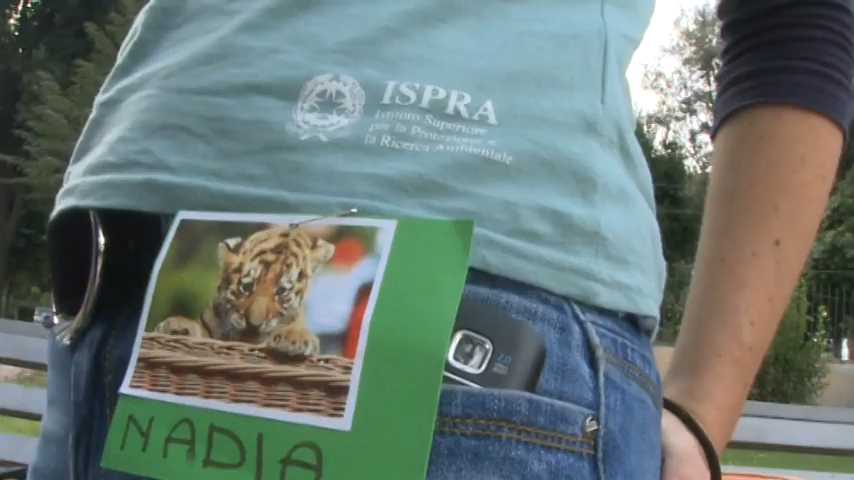 ISPRA
Istituto Superiore
per la Protezione e
la Ricerca Ambientale
NADIA